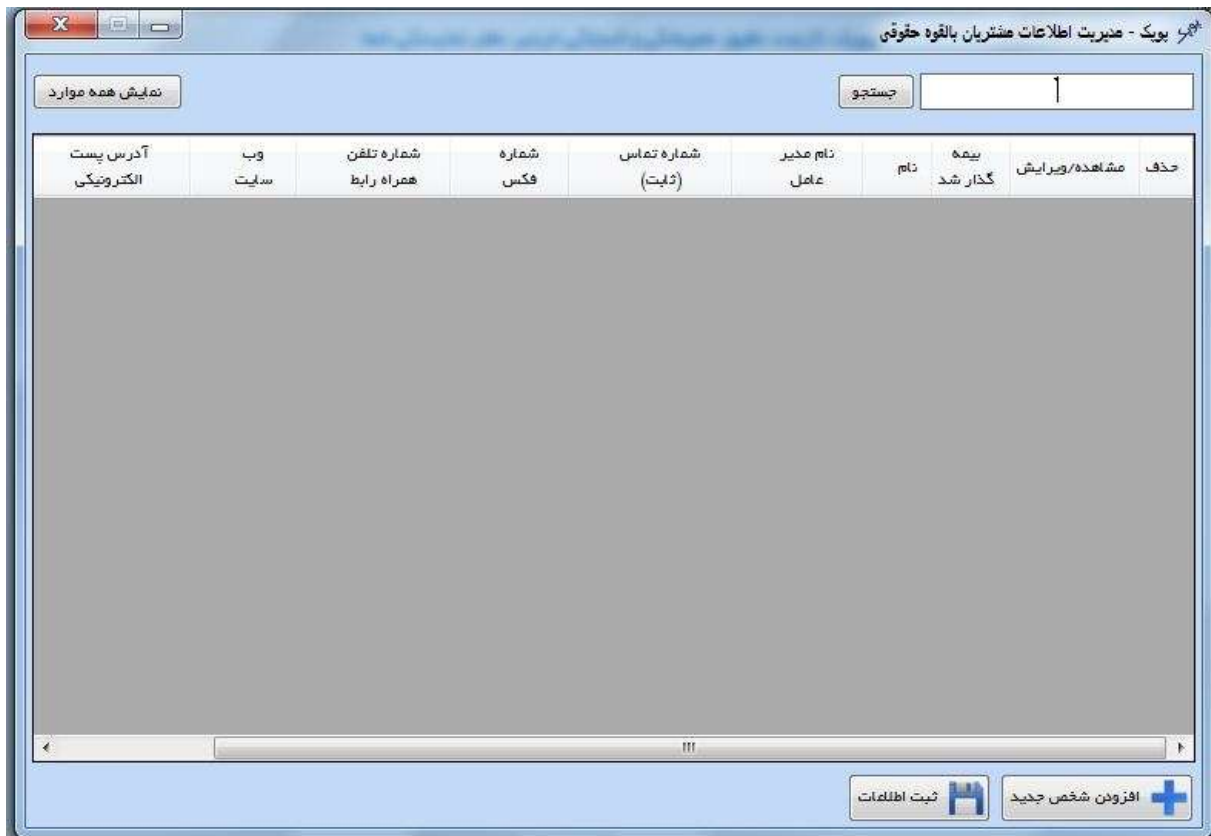 پویک - مدیریت اطلاعات مشتریان بالقوه حقوقی
جستجو
نمایش همه موارد
حذف
مشاهده/ویرایش
بیمه
گذار شد
نام
نام مدیر
عامل
شماره تماس
(ثابت)
شماره
فکس
شماره تلفن
همراه رابط
وب
سایت
آدرس پست
الکترونیکی
افزودن شخص جدید
ثبت اطلاعات